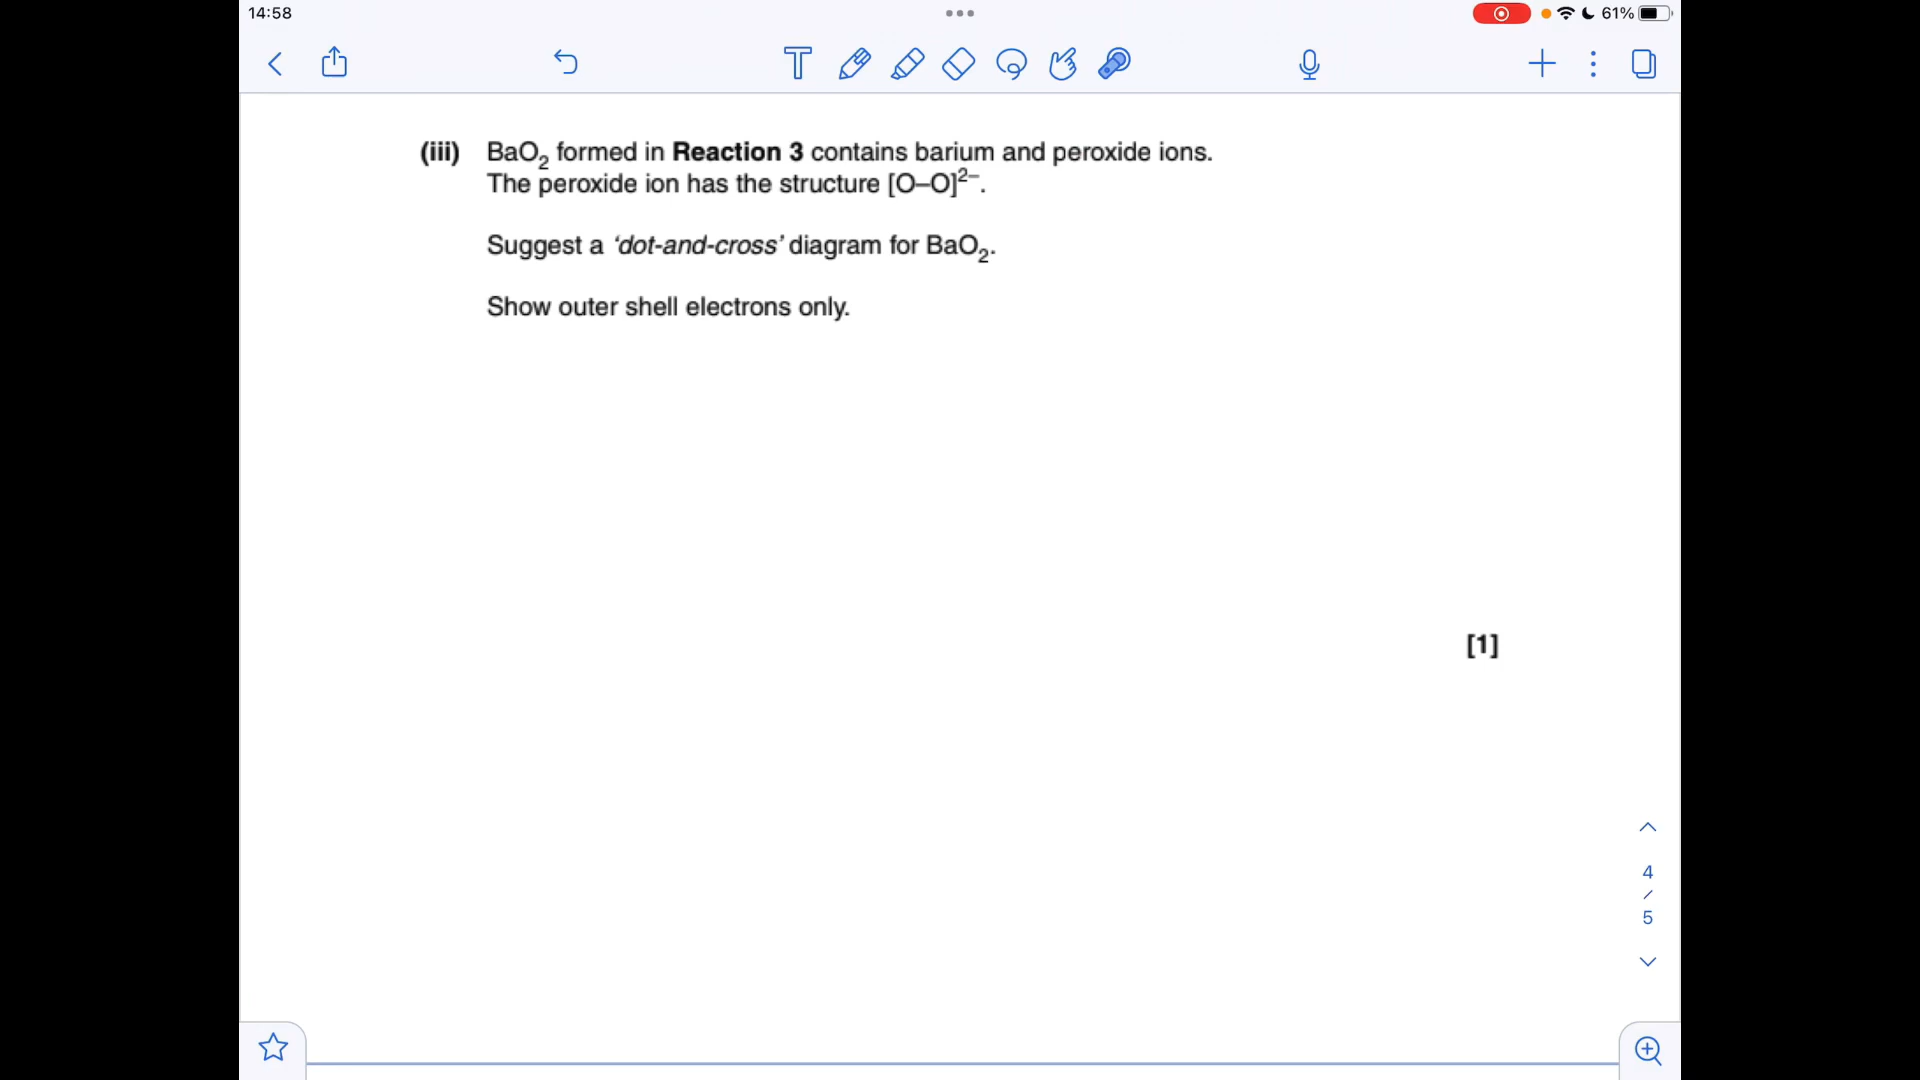 14:58
61%
(iii) BaO₂ formed in Reaction 3 contains barium and peroxide ions.
The peroxide ion has the structure [O–O]²⁻.
Suggest a ‘dot-and-cross’ diagram for BaO₂.
Show outer shell electrons only.
[1]
4
/
5